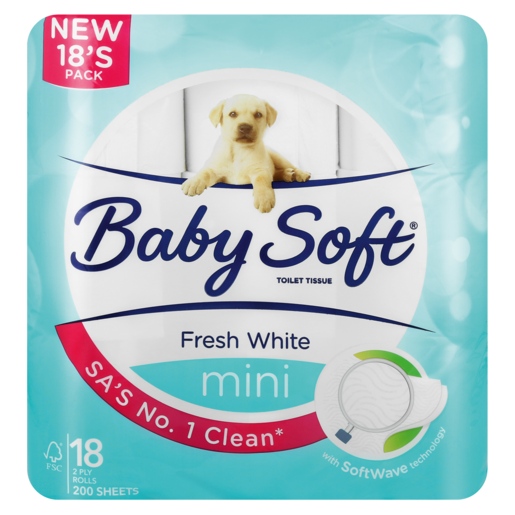 NEW
18'S
PACK
Baby Soft®
TOILET TISSUE
Fresh White
mini
SA'S No. 1 Clean*
with SoftWave technology
FSC
18
2 PLY
ROLLS
200 SHEETS